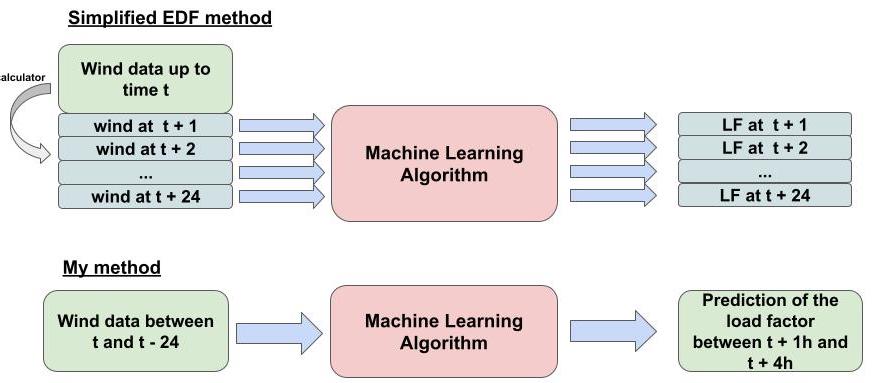 Simplified EDF method
Wind data up to
time t
wind at t + 1
wind at t + 2
...
wind at t + 24
Machine Learning
Algorithm
LF at t + 1
LF at t + 2
...
LF at t + 24
My method
Wind data between
t and t - 24
Machine Learning
Algorithm
Prediction of the
load factor
between t + 1h and
t + 4h